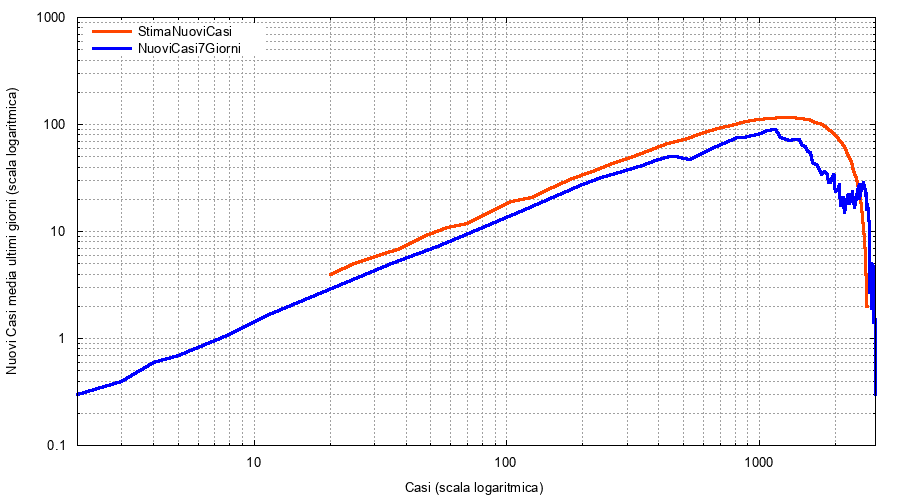 1000
100
10
1
0.1
Nuovi Casi media ultimi giorni (scala logaritmica)
StimaNuoviCasi
NuoviCasi7Giorni
10
100
1000
Casi (scala logaritmica)